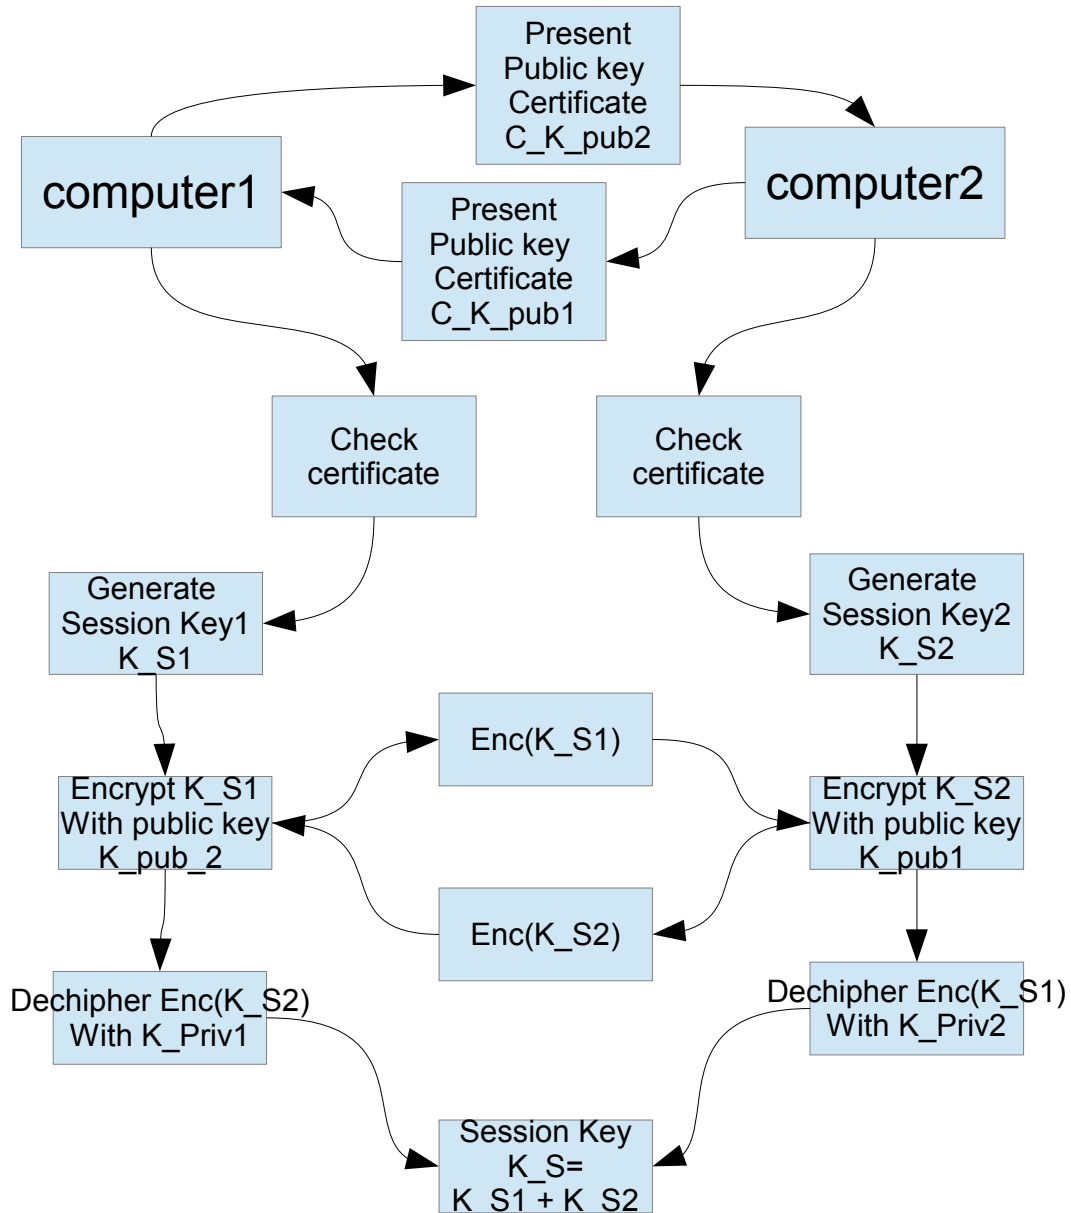 Present
Public key
Certificate
C_K_pub2
computer1
computer2
Present
Public key
Certificate
C_K_pub1
Check
certificate
Check
certificate
Generate
Session Key1
K_S1
Generate
Session Key2
K_S2
Enc(K_S1)
Encrypt K_S1
With public key
K_pub_2
Encrypt K_S2
With public key
K_pub1
Enc(K_S2)
Dechipher Enc(K_S2)
With K_Priv1
Dechipher Enc(K_S1)
With K_Priv2
Session Key
K_S=
K_S1 + K_S2